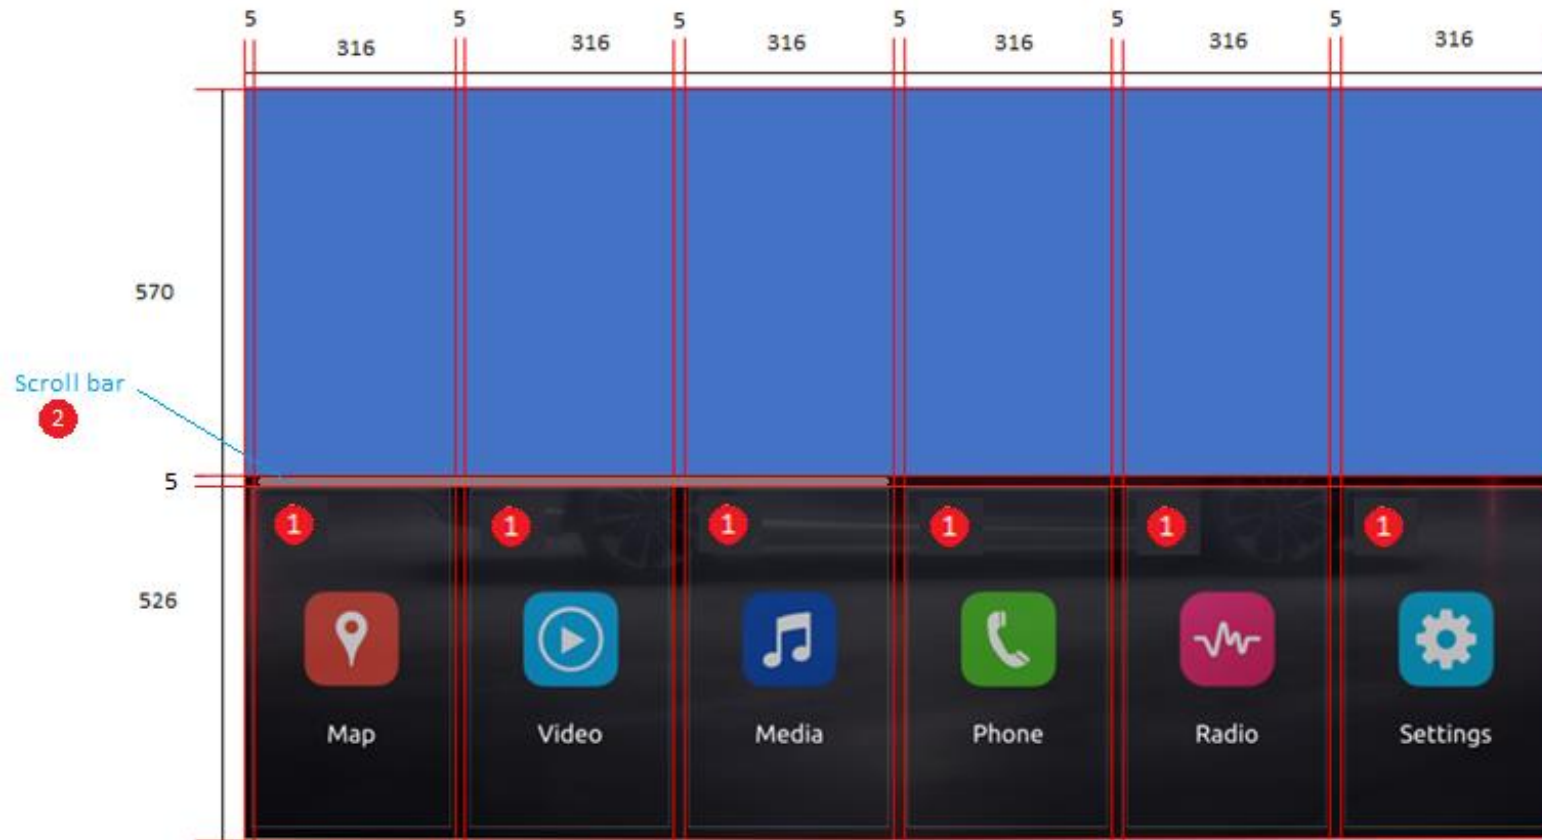 5 5 5 5 5 5
316 316 316 316 316 316
570
Scroll bar
2
5
1 1 1 1 1 1
526
Map Video Media Phone Radio Settings